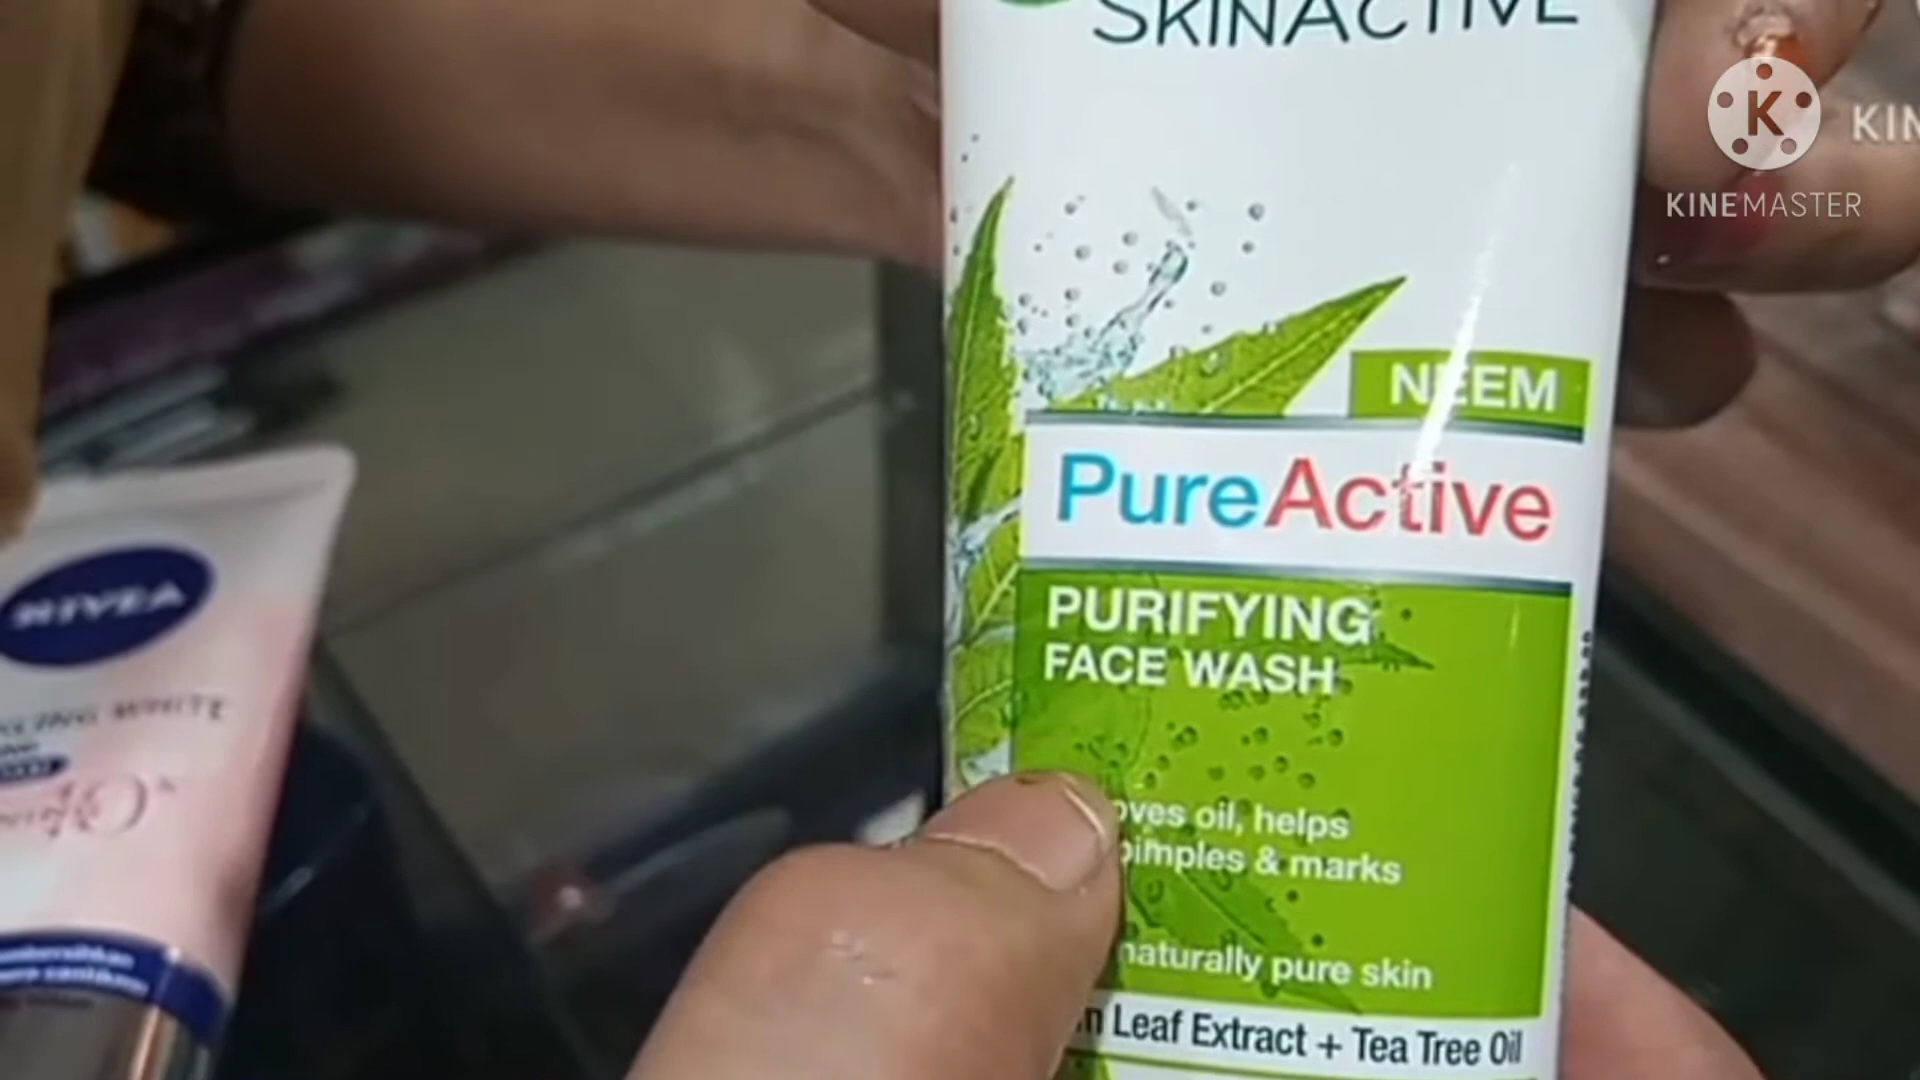 SKINACTIVE
NEEM
PureActive
PURIFYING
FACE WASH
oil, helps
pimples & marks
naturally pure skin
Leaf Extract + Tea Tree Oil
NIVEA
WHITE
K
KINEMASTER